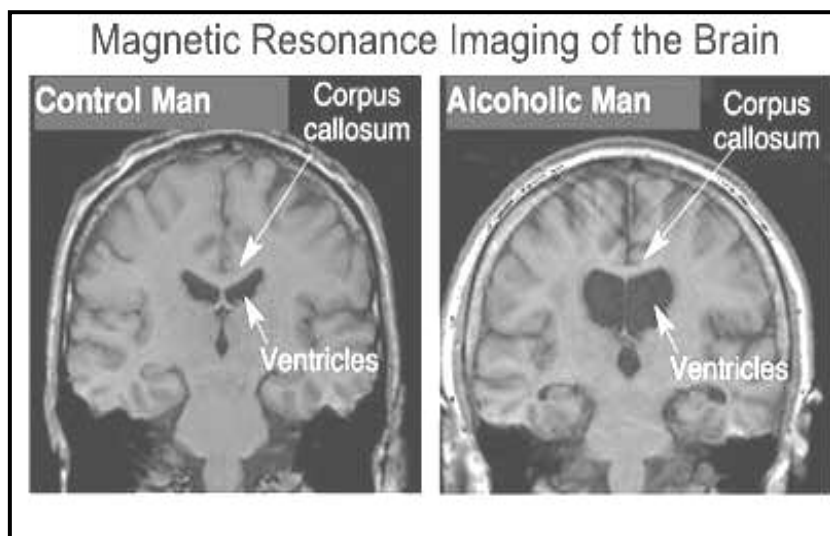 Magnetic Resonance Imaging of the Brain
Control Man
Corpus
callosum
Ventricles
Alcoholic Man
Corpus
callosum
Ventricles